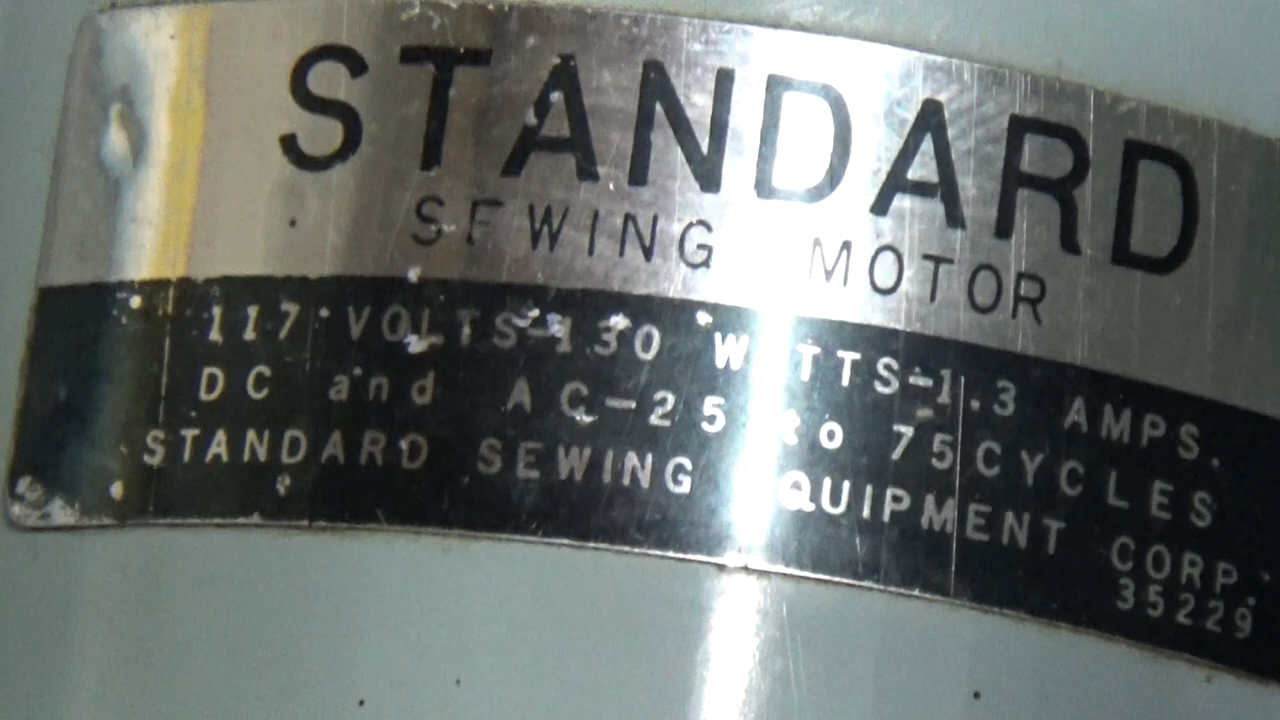 STANDARD
SEWING MOTOR
117 VOLTS-130 WATTS-1.3 AMPS.
DC and AC-25 to 75 CYCLES
STANDARD SEWING EQUIPMENT CORP.
35229